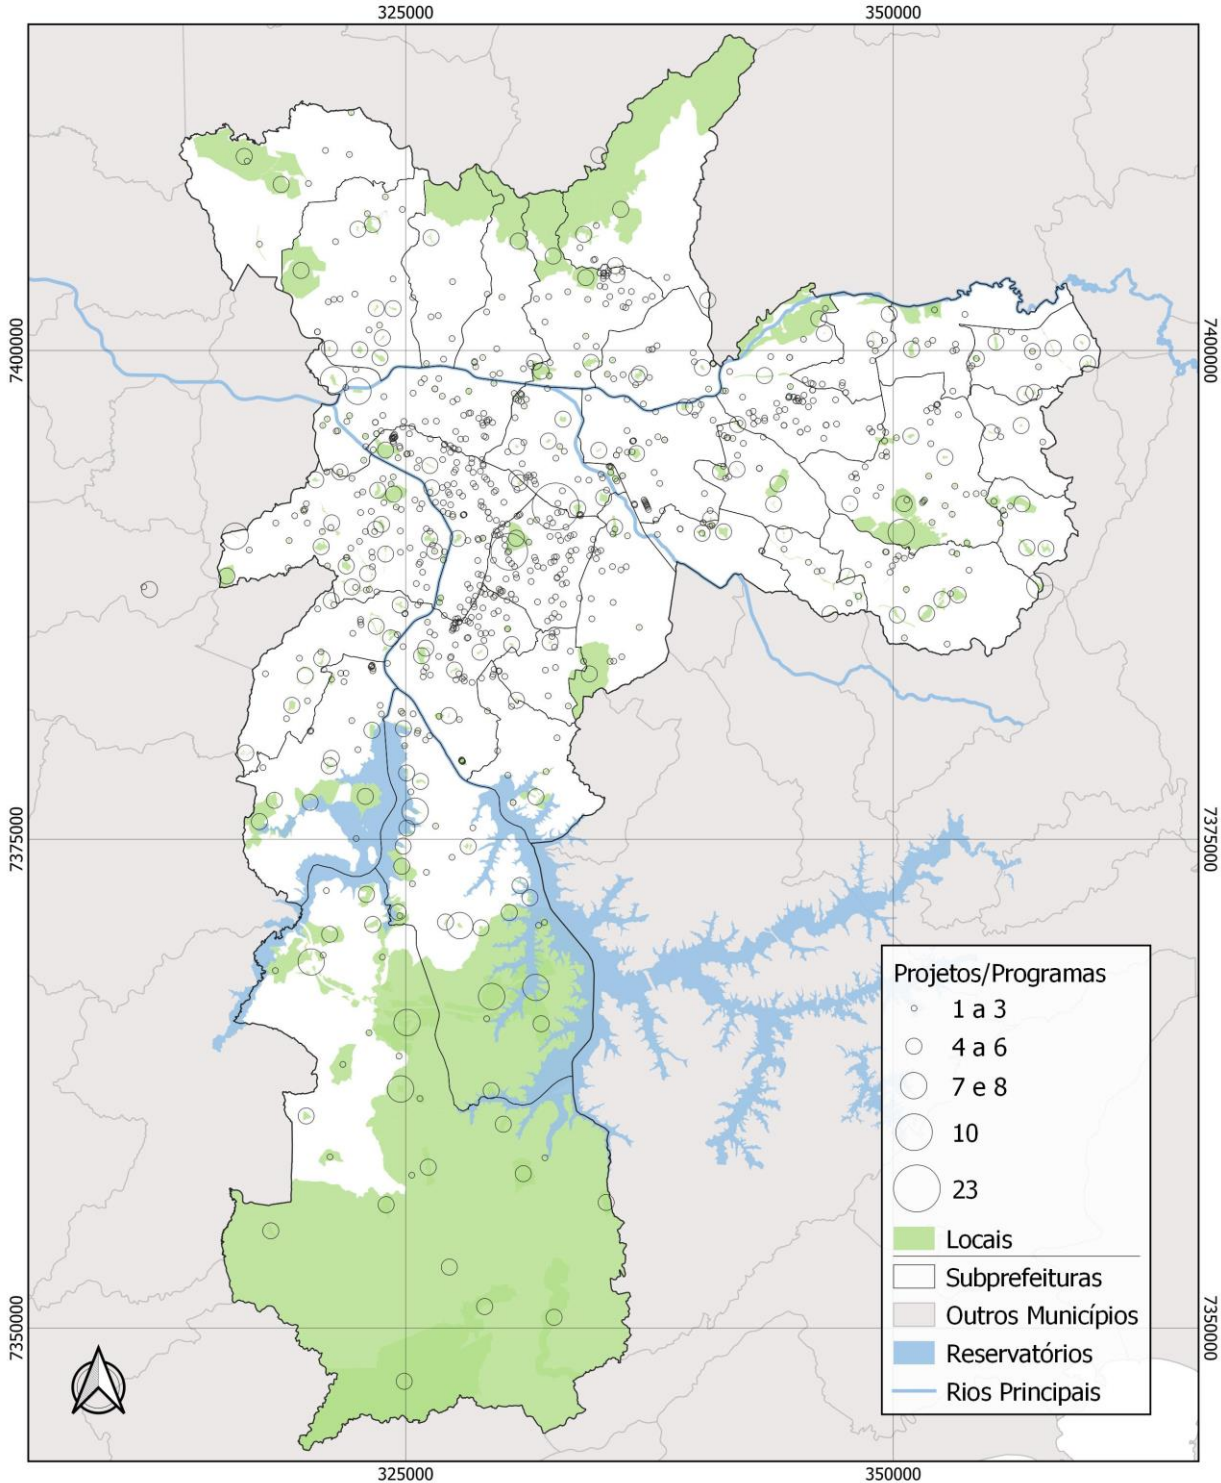 325000
350000
7400000
7400000
7375000
7375000
Projetos/Programas
1 a 3
4 a 6
7 e 8
10
23
Locais
Subprefeituras
Outros Municípios
Reservatórios
Rios Principais
7350000
7350000
325000
350000